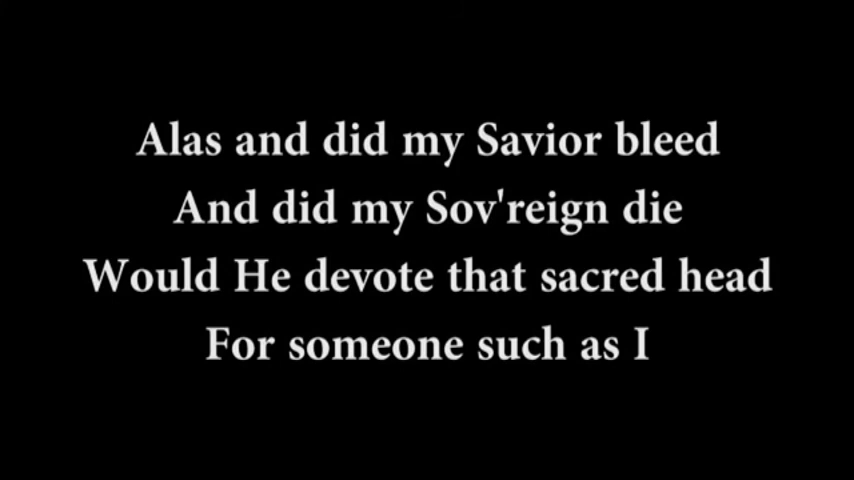 Alas and did my Savior bleed
And did my Sov'reign die
Would He devote that sacred head
For someone such as I